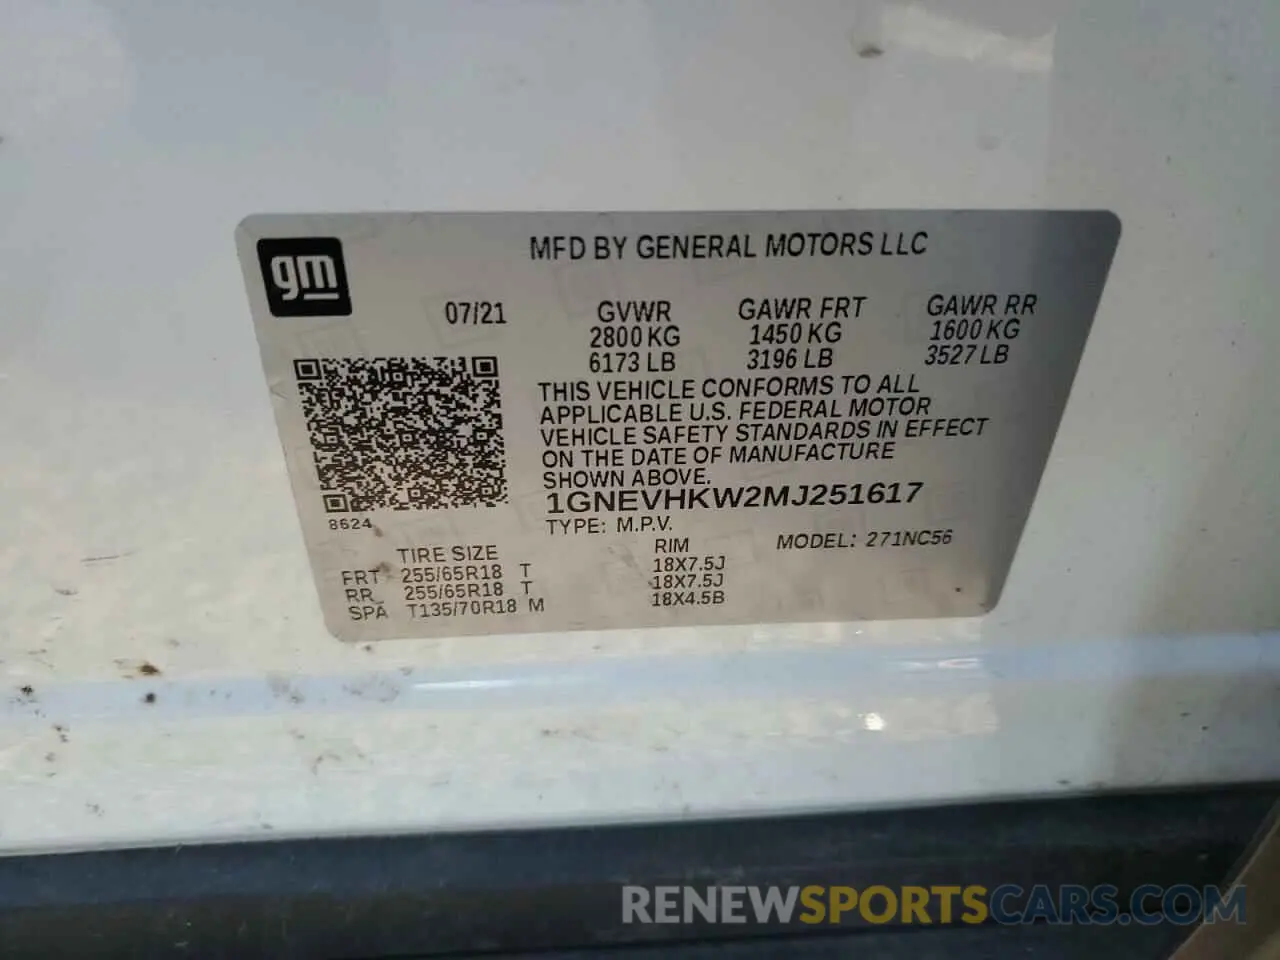 gm
MFD BY GENERAL MOTORS LLC
07/21 GVWR GAWR FRT GAWR RR
2800 KG 1450 KG 1600 KG
6173 LB 3196 LB 3527 LB
THIS VEHICLE CONFORMS TO ALL
APPLICABLE U.S. FEDERAL MOTOR
VEHICLE SAFETY STANDARDS IN EFFECT
ON THE DATE OF MANUFACTURE
SHOWN ABOVE.
1GNEVHKW2MJ251617
8624
TYPE: M.P.V. MODEL: 271NC56
TIRE SIZE RIM
FRT 255/65R18 T 18X7.5J
RR 255/65R18 T 18X7.5J
SPA T135/70R18 M 18X4.5B
RENEWSPORTSCARS.COM